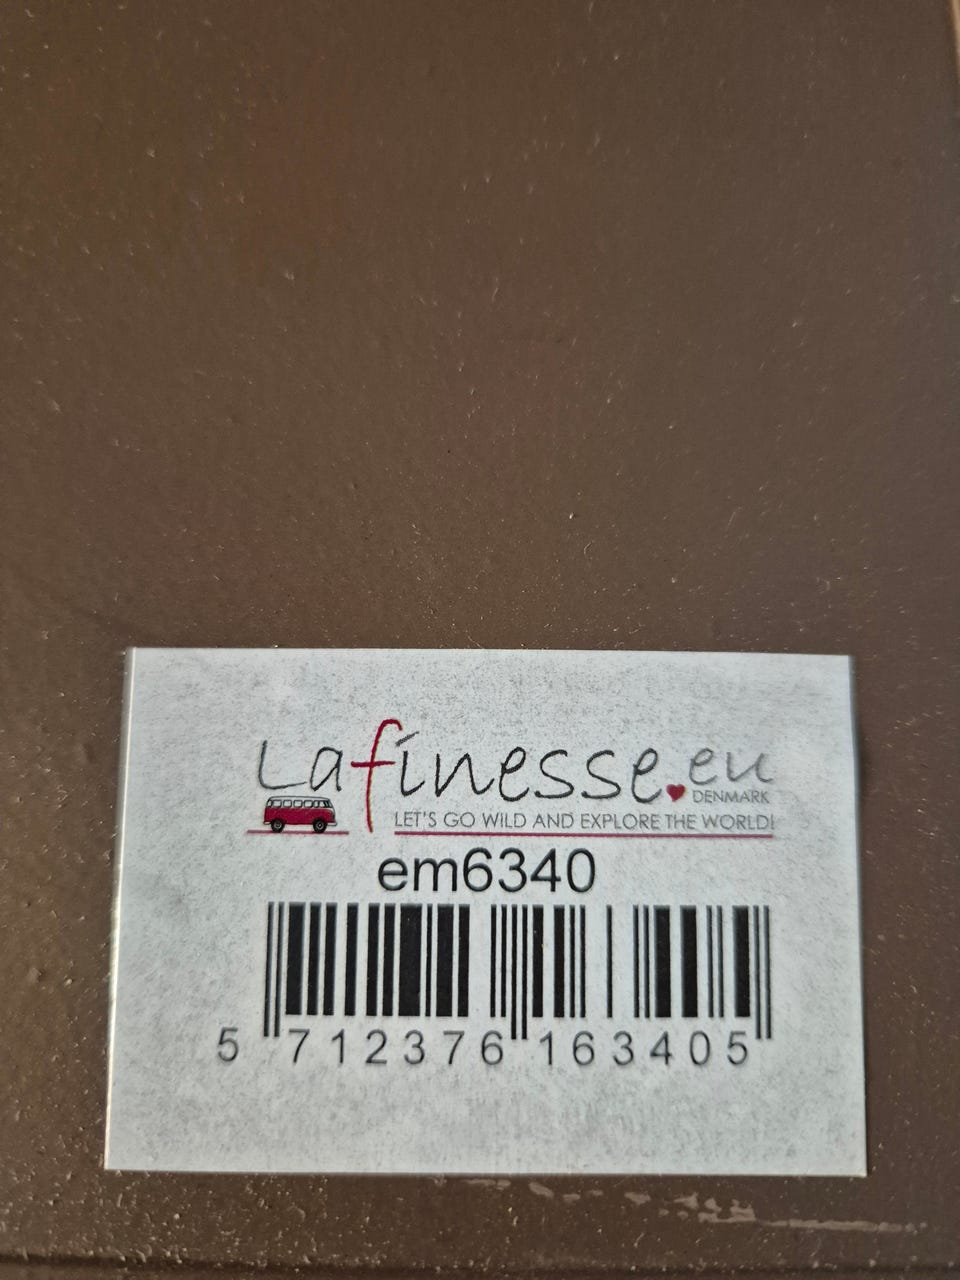 Lafinesse.eu
DENMARK
LET'S GO WILD AND EXPLORE THE WORLD!
em6340
5 712376 163405